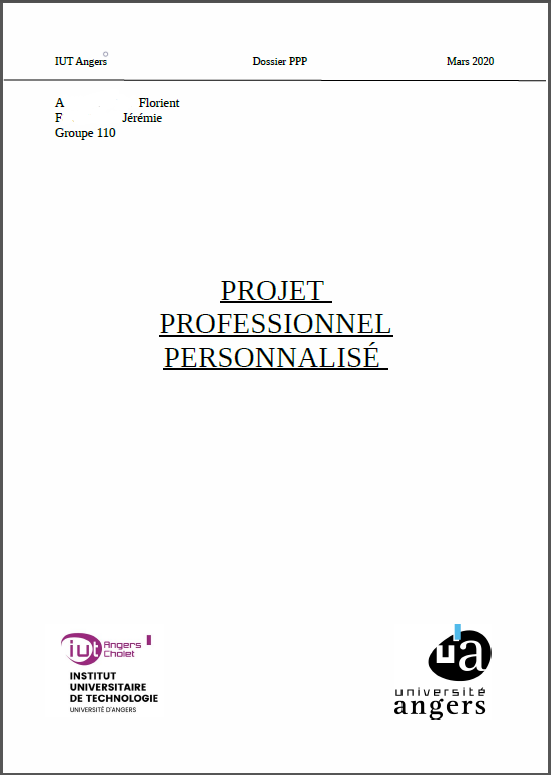 IUT Angers Dossier PPP Mars 2020
A Florient
F Jérémie
Groupe 110
PROJET
PROFESSIONNEL
PERSONNALISÉ
iut Angers
Cholet
INSTITUT
UNIVERSITAIRE
DE TECHNOLOGIE
UNIVERSITÉ D'ANGERS
ua
université
angers